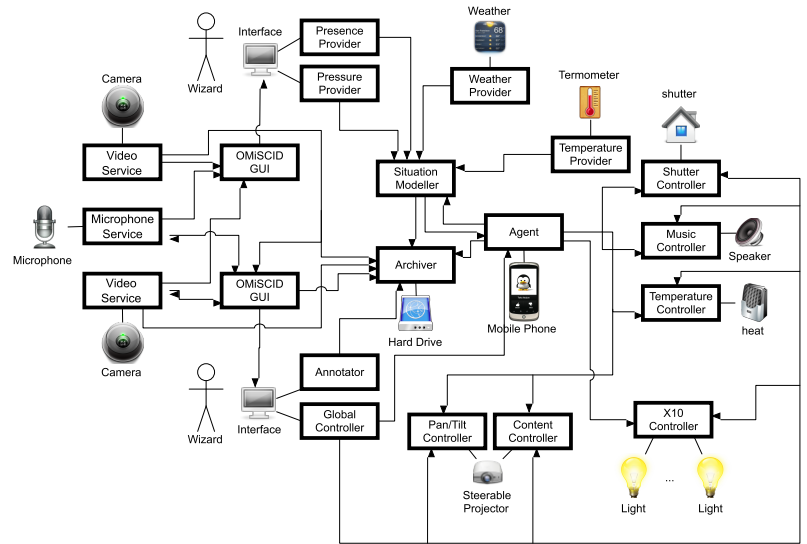 Weather
68
Interface
Presence
Provider
Wizard
Camera
Pressure
Provider
Weather
Provider
Termometer
shutter
Video
Service
OMiSCID
GUI
Situation
Modeller
Temperature
Provider
Shutter
Controller
Microphone
Service
Agent
Music
Controller
Microphone
Speaker
Video
Service
OMiSCID
GUI
Archiver
Temperature
Controller
Mobile Phone
heat
Hard Drive
Camera
Annotator
Wizard
Interface
Global
Controller
Pan/Tilt
Controller
Content
Controller
X10
Controller
Steerable
Projector
...
Light
Light